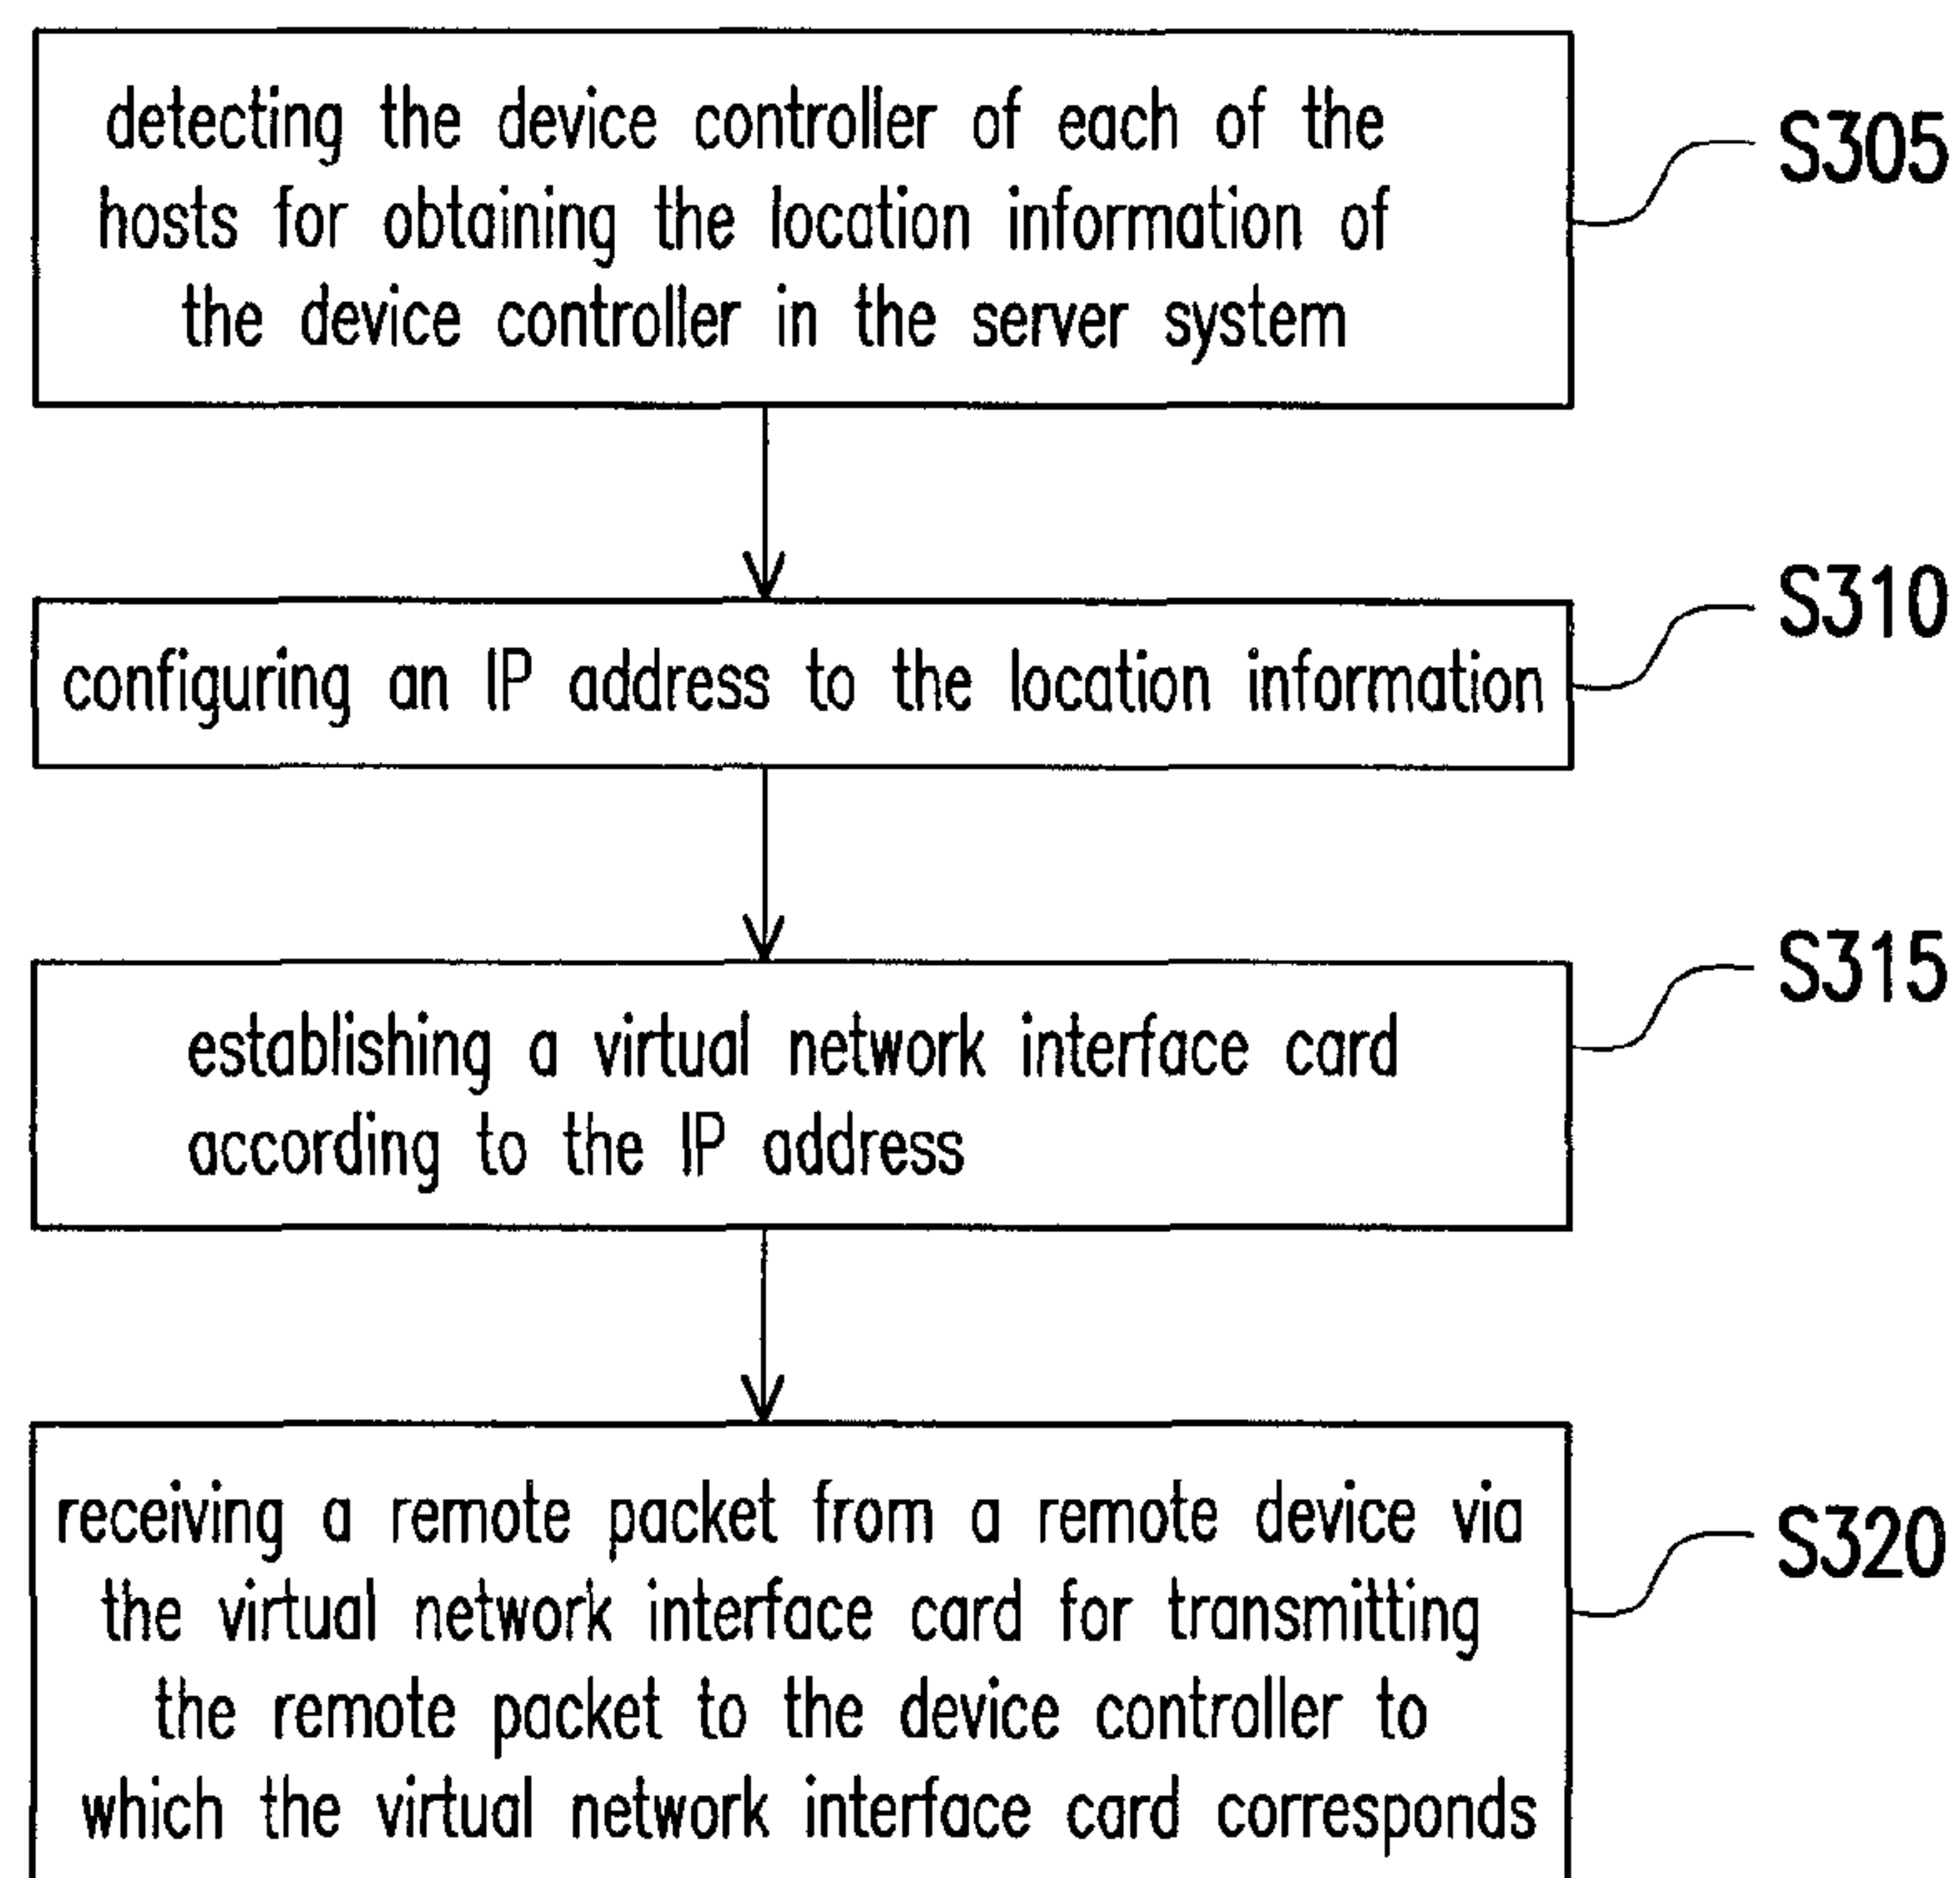 detecting the device controller of each of the
hosts for obtaining the location information of
the device controller in the server system
S305
configuring an IP address to the location information
S310
establishing a virtual network interface card
according to the IP address
S315
receiving a remote packet from a remote device via
the virtual network interface card for transmitting
the remote packet to the device controller to
which the virtual network interface card corresponds
S320